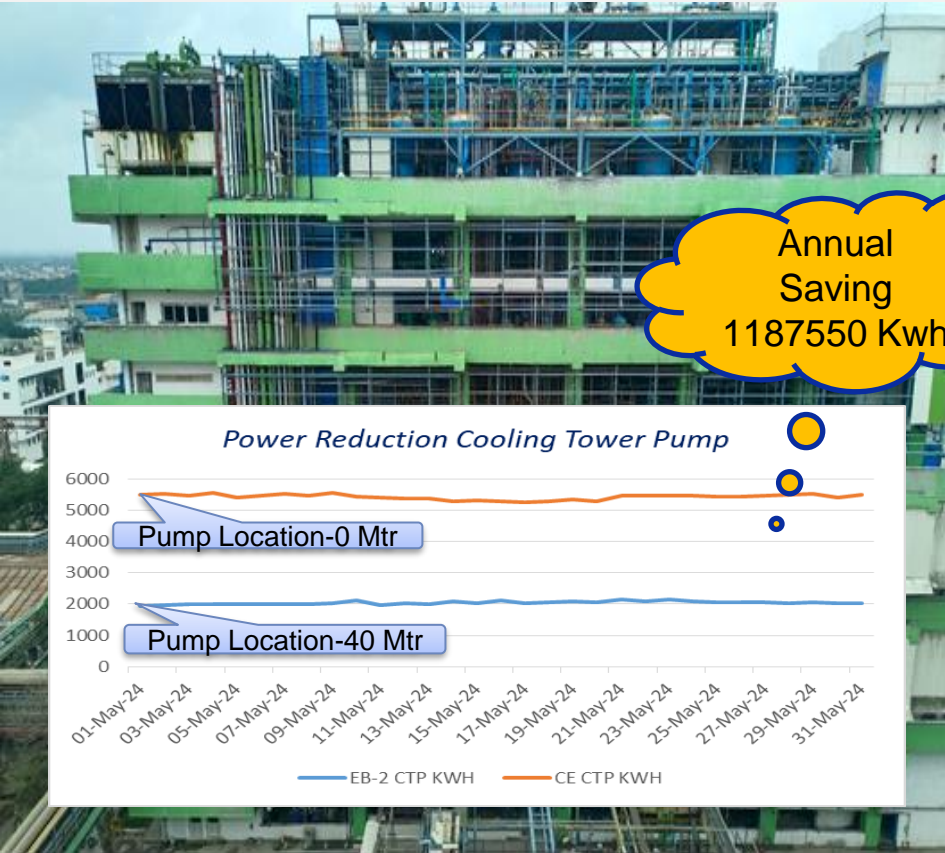 Annual
Saving
1187550 Kwh
Power Reduction Cooling Tower Pump
6000
5000
4000
3000
2000
1000
0
Pump Location-0 Mtr
Pump Location-40 Mtr
01-May-24
03-May-24
05-May-24
07-May-24
09-May-24
11-May-24
13-May-24
15-May-24
17-May-24
19-May-24
21-May-24
23-May-24
25-May-24
27-May-24
29-May-24
31-May-24
EB-2 CTP KWH
CE CTP KWH